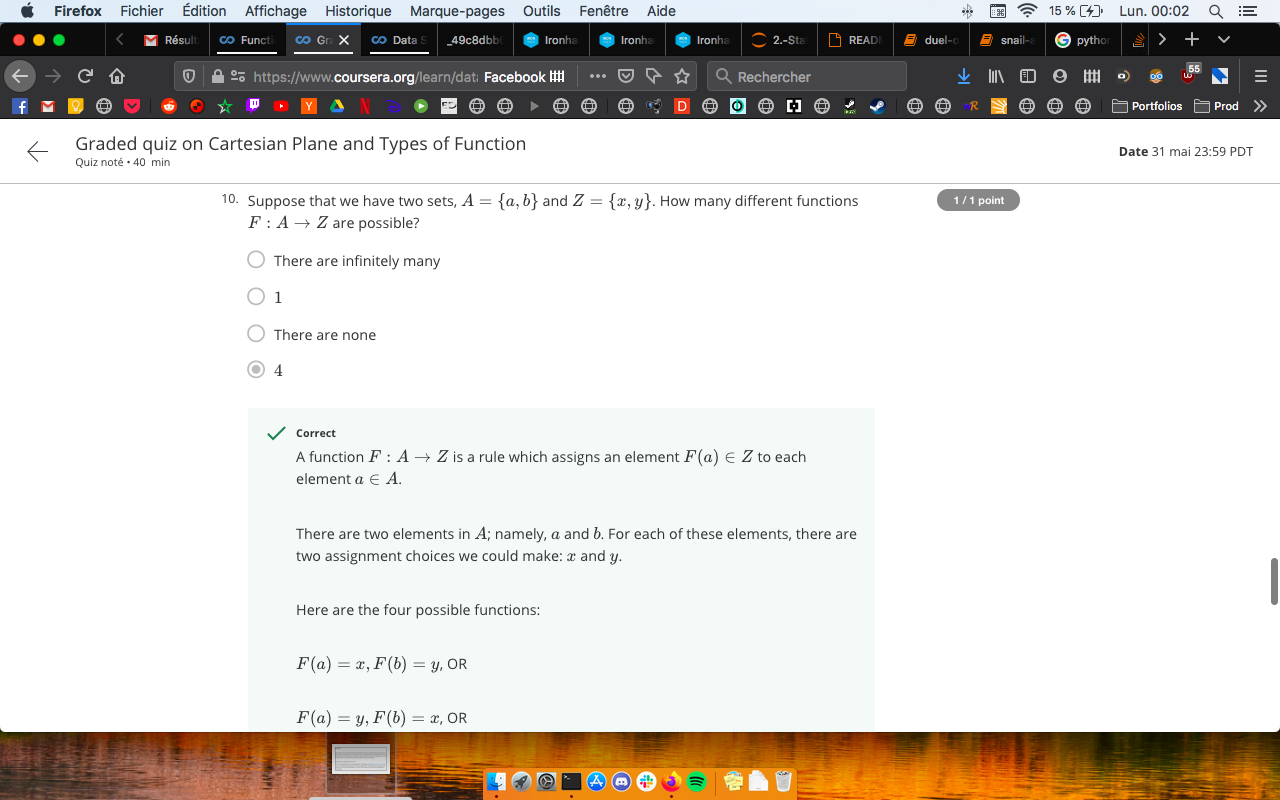 Firefox Fichier Édition Affichage Historique Marque-pages Outils Fenêtre Aide 15 % Lun. 00:02
Résult Functi Gr Data S _49c8dbb Ironha Ironha Ironha 2.-Sta READ duel-o snail- pytho
https://www.coursera.org/learn/dat Facebook Rechercher 55
Portfolios Prod
Graded quiz on Cartesian Plane and Types of Function
Quiz noté • 40 min
Date 31 mai 23:59 PDT
10. Suppose that we have two sets, A = {a, b} and Z = {x, y}. How many different functions
F : A → Z are possible?
1 / 1 point
There are infinitely many
1
There are none
4
Correct
A function F : A → Z is a rule which assigns an element F(a) ∈ Z to each
element a ∈ A.
There are two elements in A; namely, a and b. For each of these elements, there are
two assignment choices we could make: x and y.
Here are the four possible functions:
F(a) = x, F(b) = y, OR
F(a) = y, F(b) = x, OR